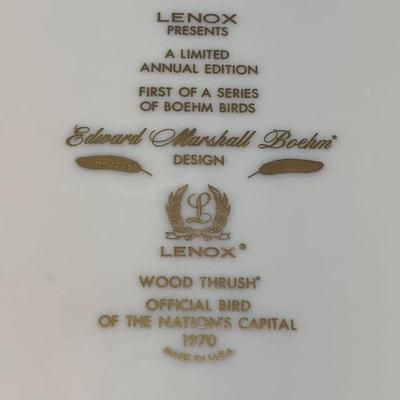 LENOX
PRESENTS
A LIMITED
ANNUAL EDITION
FIRST OF A SERIES
OF BOEHM BIRDS
Edward Marshall Boehm®
DESIGN
L
LENOX®
WOOD THRUSH®
OFFICIAL BIRD
OF THE NATION'S CAPITAL
1970
MADE IN U.S.A.